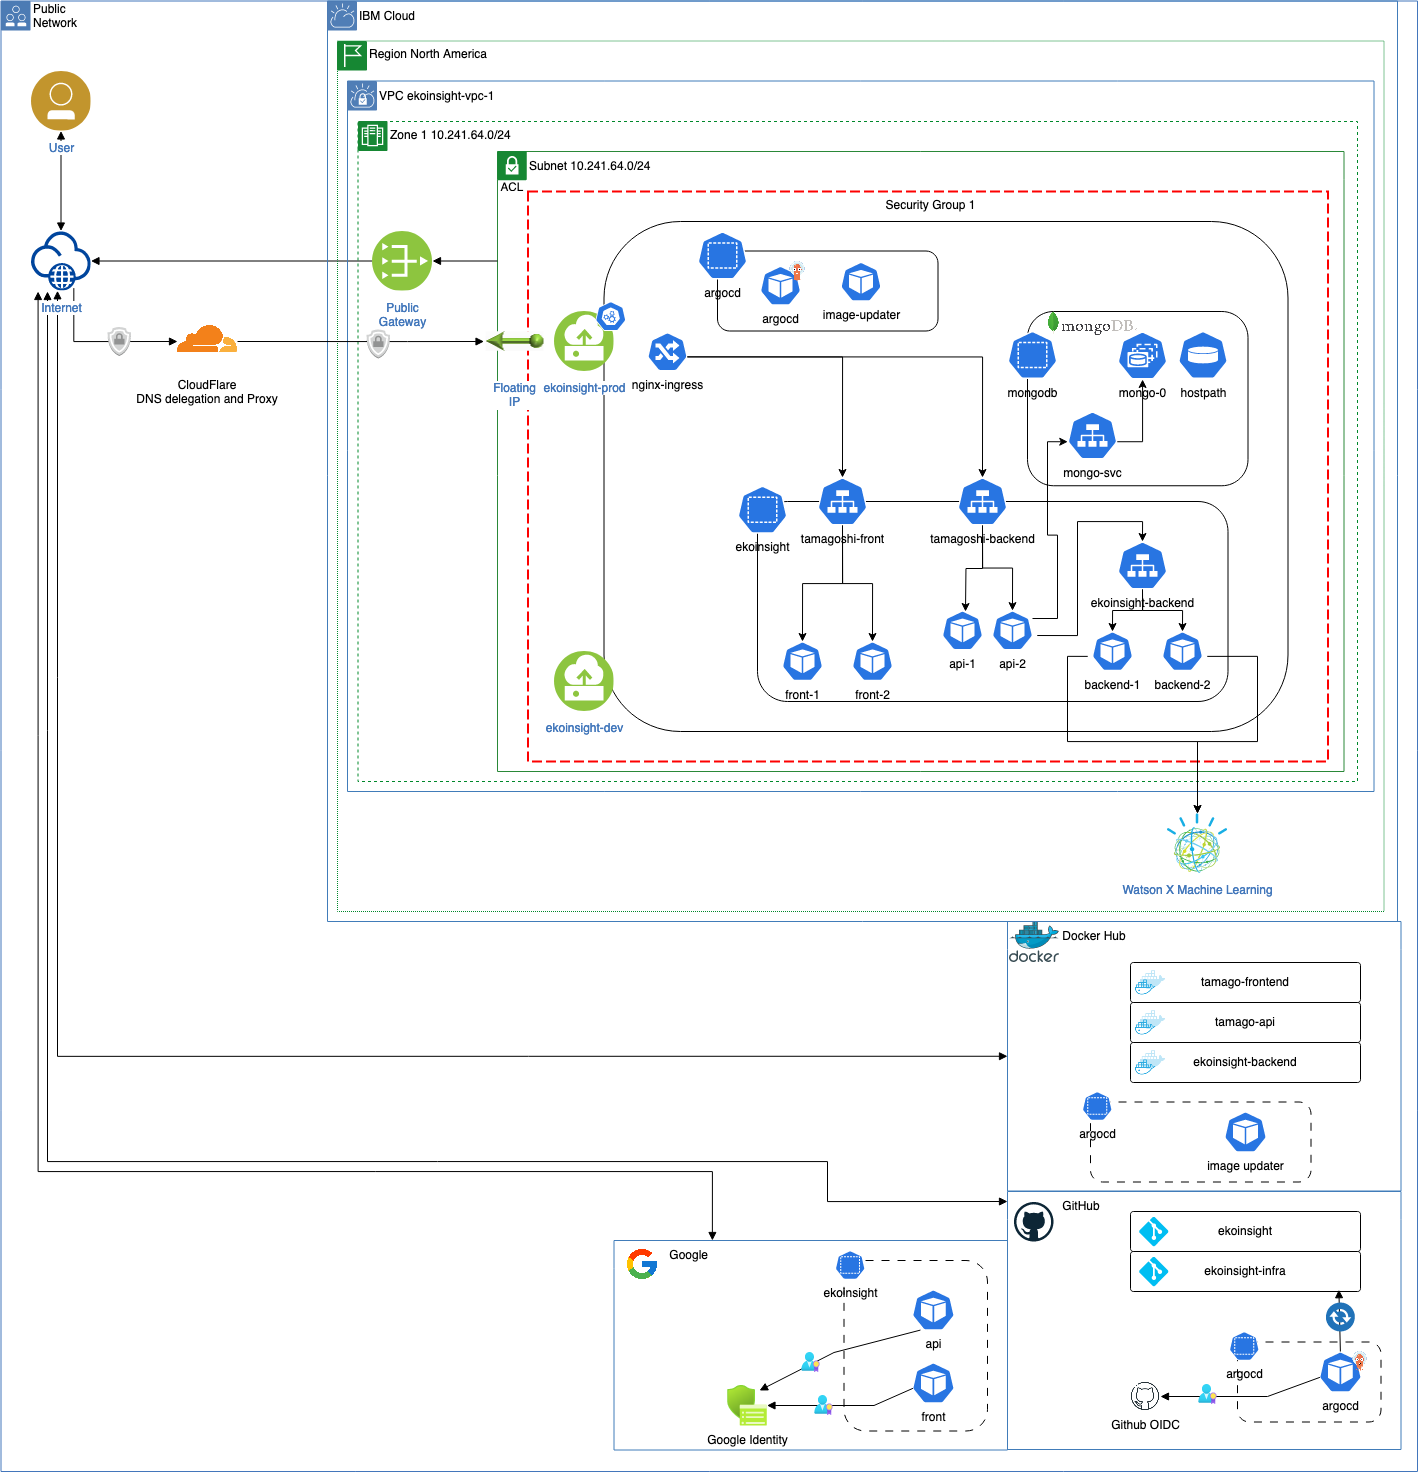 Public
Network
IBM Cloud
Region North America
VPC ekoinsight-vpc-1
Zone 1 10.241.64.0/24
Subnet 10.241.64.0/24
ACL
Security Group 1
User
Internet
Public
Gateway
CloudFlare
DNS delegation and Proxy
Floating
IP
ekoinsight-prod
nginx-ingress
argocd
argocd
image-updater
mongoDB.
mongodb
mongo-0
hostpath
mongo-svc
ekoinsight
tamagoshi-front
tamagoshi-backend
ekoinsight-backend
front-1
front-2
api-1
api-2
backend-1
backend-2
ekoinsight-dev
Watson X Machine Learning
docker
Docker Hub
tamago-frontend
tamago-api
ekoinsight-backend
argocd
image updater
GitHub
ekoinsight
ekoinsight-infra
argocd
argocd
Github OIDC
Google
ekoinsight
api
front
Google Identity